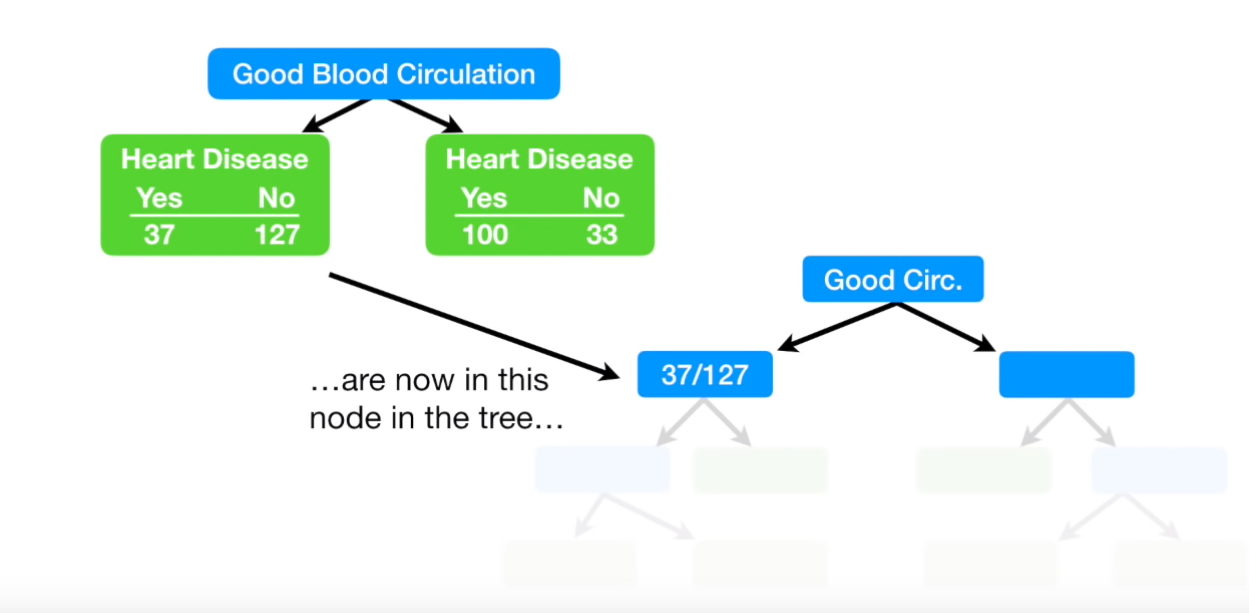 Good Blood Circulation
Heart Disease
Yes No
37 127
Heart Disease
Yes No
100 33
Good Circ.
37/127
…are now in this
node in the tree…